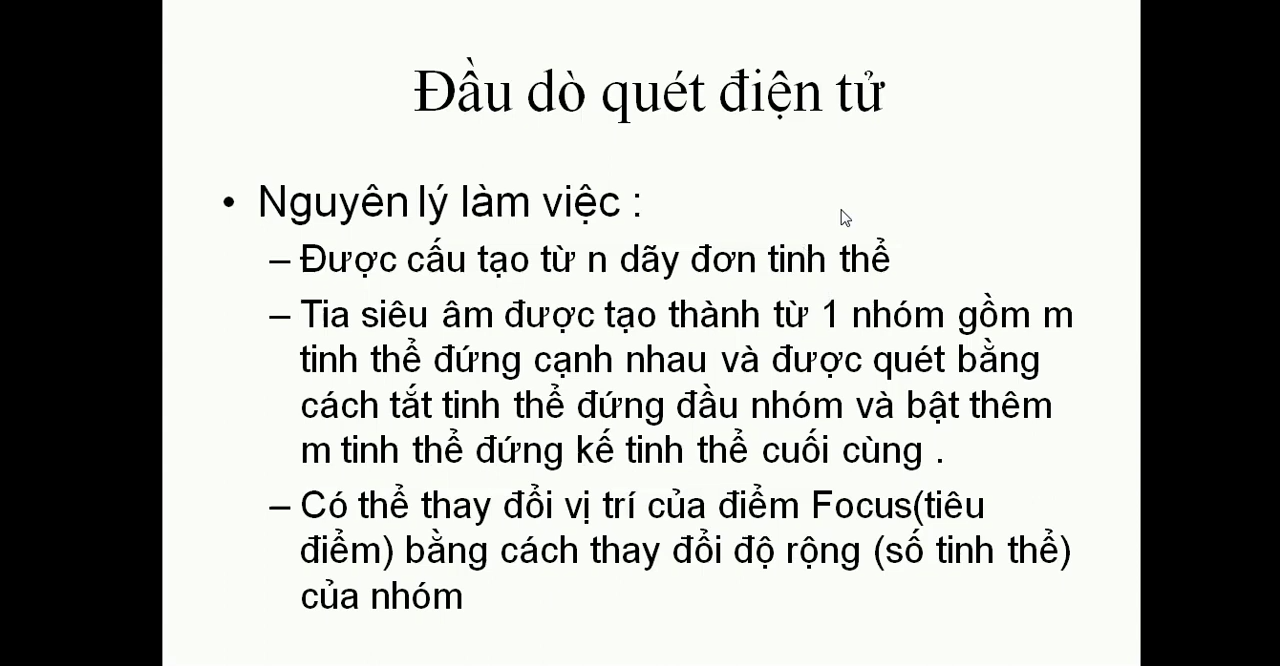 Đầu dò quét điện tử
• Nguyên lý làm việc :
– Được cấu tạo từ n dãy đơn tinh thể
– Tia siêu âm được tạo thành từ 1 nhóm gồm m
tinh thể đứng cạnh nhau và được quét bằng
cách tắt tinh thể đứng đầu nhóm và bật thêm
m tinh thể đứng kế tinh thể cuối cùng .
– Có thể thay đổi vị trí của điểm Focus(tiêu
điểm) bằng cách thay đổi độ rộng (số tinh thể)
của nhóm